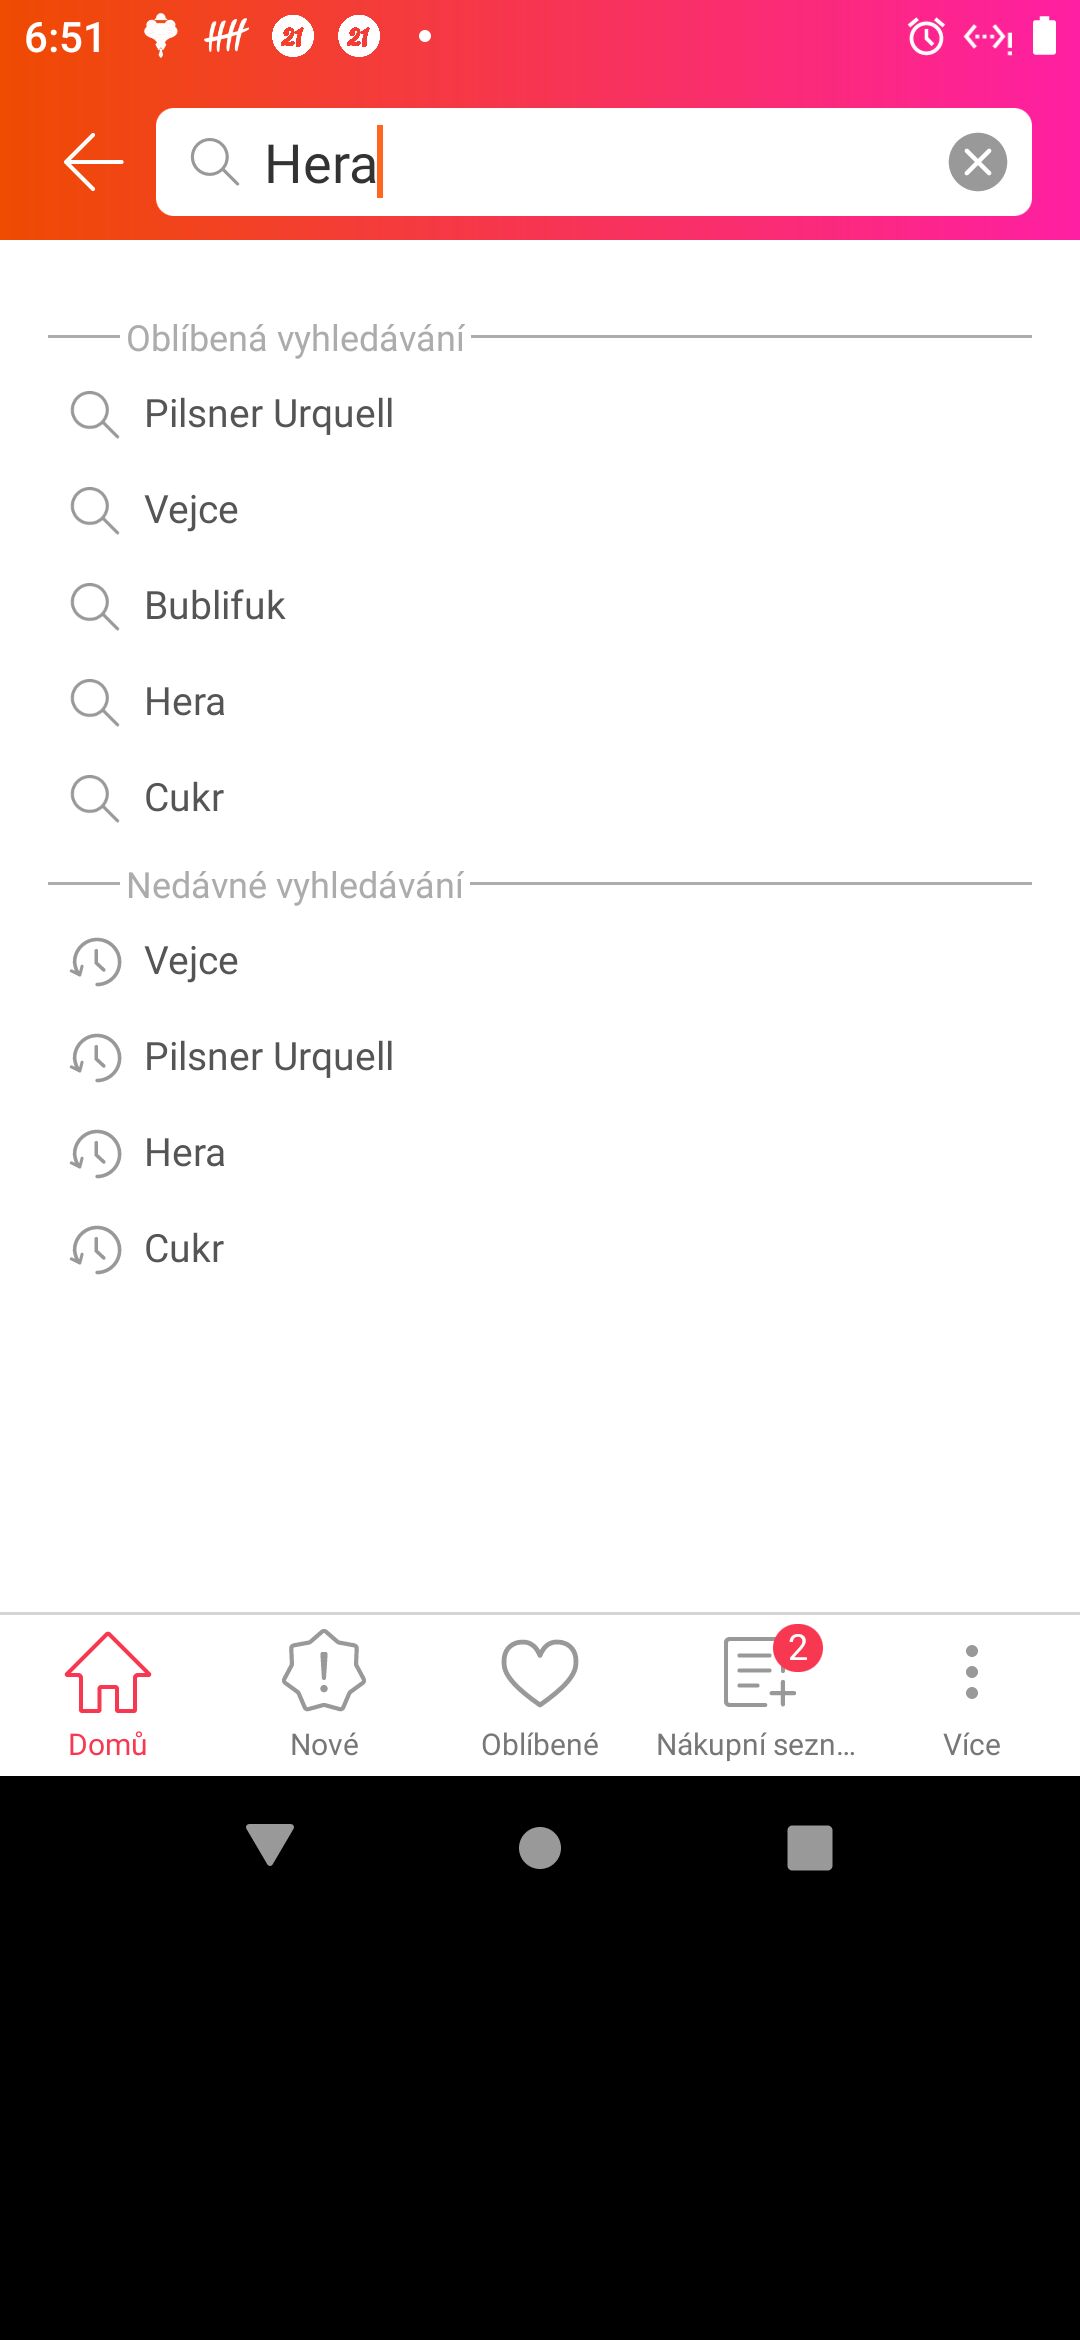 6:51
21 21
Hera
Oblíbená vyhledávání
Pilsner Urquell
Vejce
Bublifuk
Hera
Cukr
Nedávné vyhledávání
Vejce
Pilsner Urquell
Hera
Cukr
2
Domů
Nové
Oblíbené
Nákupní sezn...
Více